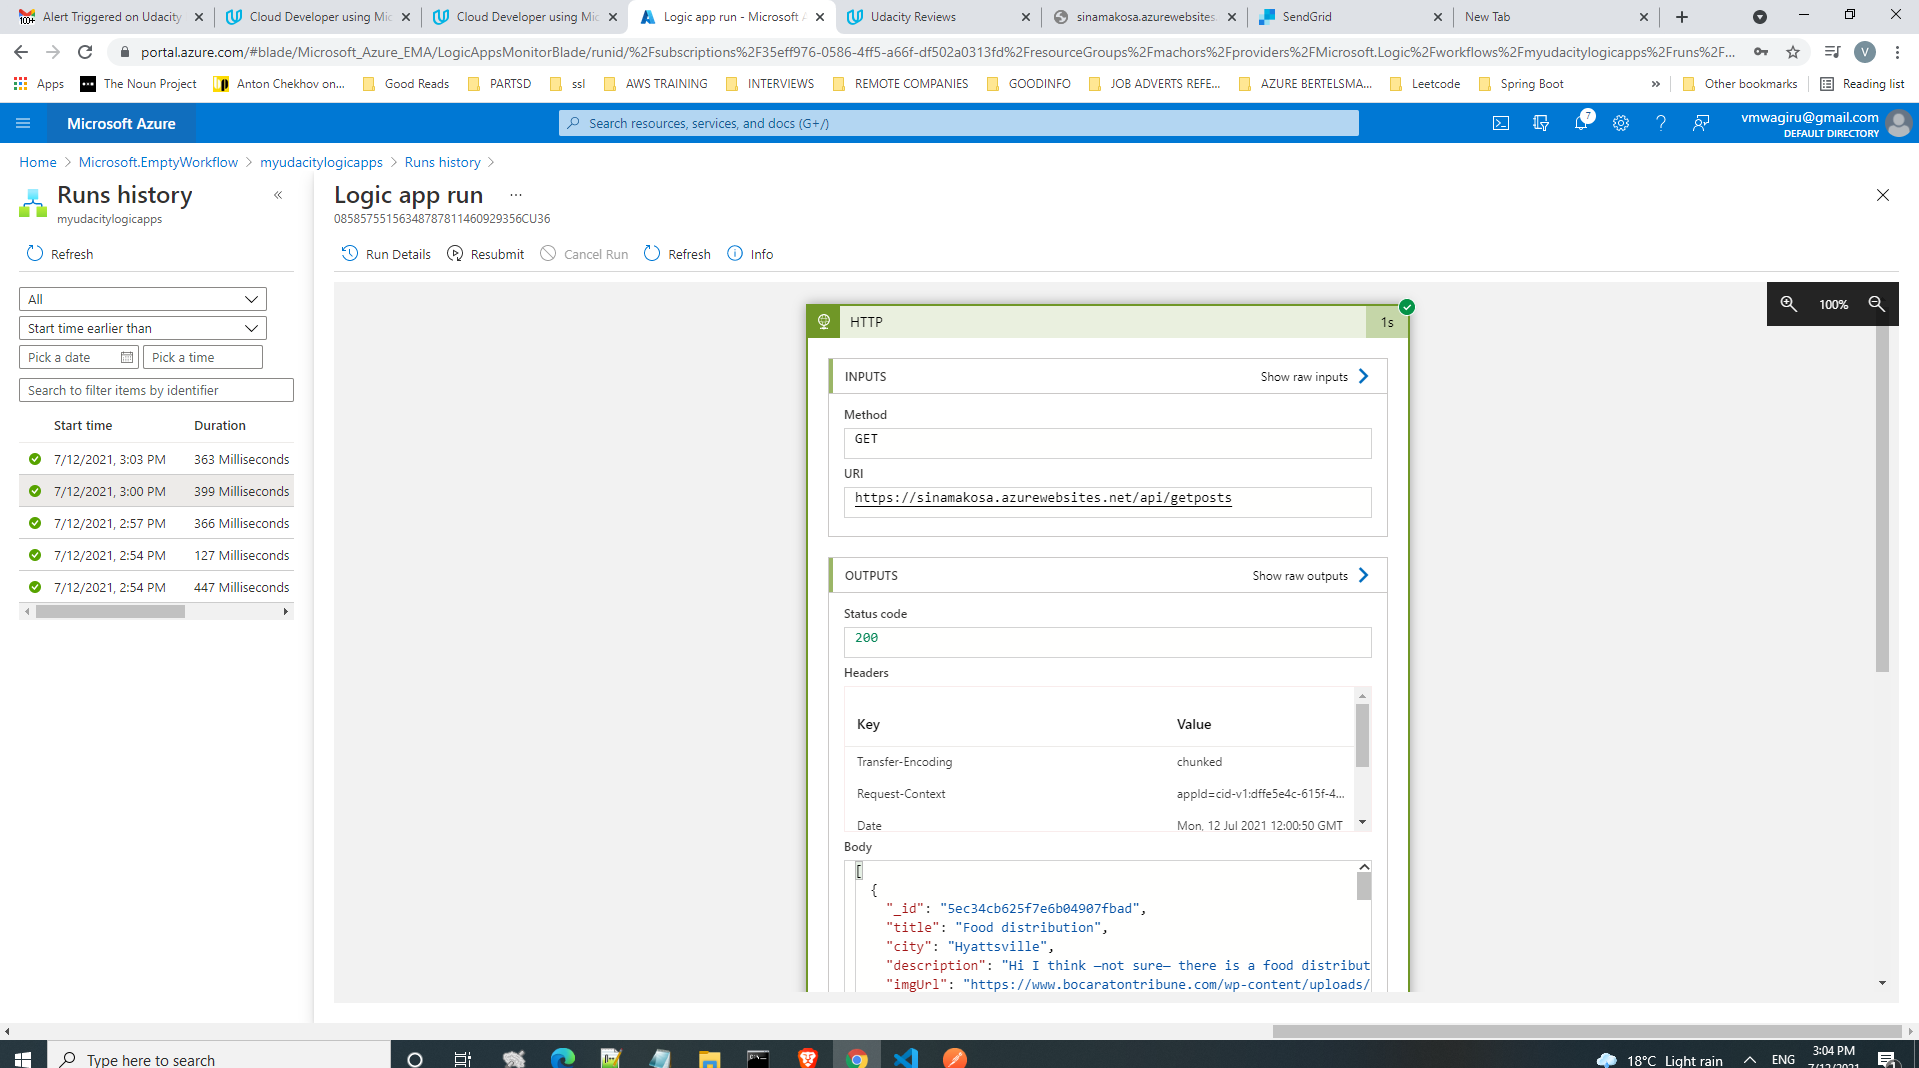 Alert Triggered on Udacity
Cloud Developer using Mic
Cloud Developer using Mic
Logic app run - Microsoft A
Udacity Reviews
sinamakosa.azurewebsites.
SendGrid
New Tab
portal.azure.com/#blade/Microsoft_Azure_EMA/LogicAppsMonitorBlade/runid/%2Fsubscriptions%2F35eff976-0586-4ff5-a66f-df502a0313fd%2FresourceGroups%2Fmachors%2Fproviders%2FMicrosoft.Logic%2Fworkflows%2Fmyudacitylogicapps%2Fruns%2F...
V
Apps
The Noun Project
Anton Chekhov on...
Good Reads
PARTSD
ssl
AWS TRAINING
INTERVIEWS
REMOTE COMPANIES
GOODINFO
JOB ADVERTS REFE...
AZURE BERTELSMA...
Leetcode
Spring Boot
»
Other bookmarks
Reading list
Microsoft Azure
Search resources, services, and docs (G+/)
7
vmwagiru@gmail.com
DEFAULT DIRECTORY
Home > Microsoft.EmptyWorkflow > myudacitylogicapps > Runs history >
Runs history
«
myudacitylogicapps
Refresh
All
Start time earlier than
Pick a date
Pick a time
Search to filter items by identifier
Start time Duration
7/12/2021, 3:03 PM 363 Milliseconds
7/12/2021, 3:00 PM 399 Milliseconds
7/12/2021, 2:57 PM 366 Milliseconds
7/12/2021, 2:54 PM 127 Milliseconds
7/12/2021, 2:54 PM 447 Milliseconds
Logic app run
...
08585755156348787811460929356CU36
Run Details
Resubmit
Cancel Run
Refresh
Info
100%
HTTP
1s
INPUTS
Show raw inputs
Method
GET
URI
https://sinamakosa.azurewebsites.net/api/getposts
OUTPUTS
Show raw outputs
Status code
200
Headers
Key Value
Transfer-Encoding chunked
Request-Context appId=cid-v1:dffe5e4c-615f-4...
Date Mon, 12 Jul 2021 12:00:50 GMT
Body
[
{
"_id": "5ec34cb625f7e6b04907fbad",
"title": "Food distribution",
"city": "Hyattsville",
"description": "Hi I think —not sure— there is a food distribut
"imgUrl": "https://www.bocaratontribune.com/wp-content/uploads/
Type here to search
18°C Light rain
ENG
3:04 PM
7/12/2021